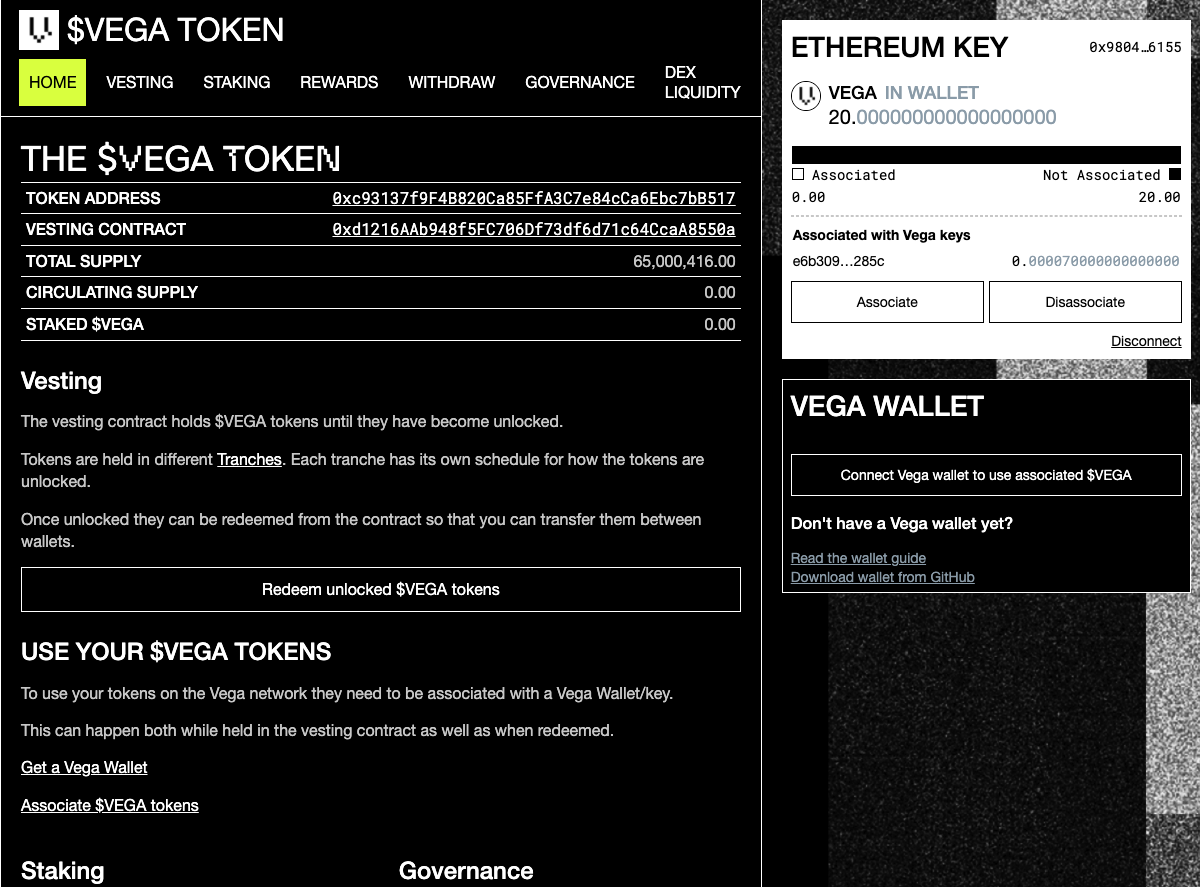 $VEGA TOKEN
HOME VESTING STAKING REWARDS WITHDRAW GOVERNANCE DEX LIQUIDITY
THE $VEGA TOKEN
TOKEN ADDRESS 0xc93137f9F4B820Ca85FfA3C7e84cCa6Ebc7bB517
VESTING CONTRACT 0xd1216AAb948f5FC706Df73df6d71c64CcaA8550a
TOTAL SUPPLY 65,000,416.00
CIRCULATING SUPPLY 0.00
STAKED $VEGA 0.00
Vesting
The vesting contract holds $VEGA tokens until they have become unlocked.
Tokens are held in different Tranches. Each tranche has its own schedule for how the tokens are
unlocked.
Once unlocked they can be redeemed from the contract so that you can transfer them between
wallets.
Redeem unlocked $VEGA tokens
USE YOUR $VEGA TOKENS
To use your tokens on the Vega network they need to be associated with a Vega Wallet/key.
This can happen both while held in the vesting contract as well as when redeemed.
Get a Vega Wallet
Associate $VEGA tokens
Staking Governance
ETHEREUM KEY 0x9804…6155
VEGA IN WALLET
20.000000000000000000
Associated Not Associated
0.00 20.00
Associated with Vega keys
e6b309…285c 0.000070000000000000
Associate Disassociate
Disconnect
VEGA WALLET
Connect Vega wallet to use associated $VEGA
Don't have a Vega wallet yet?
Read the wallet guide
Download wallet from GitHub